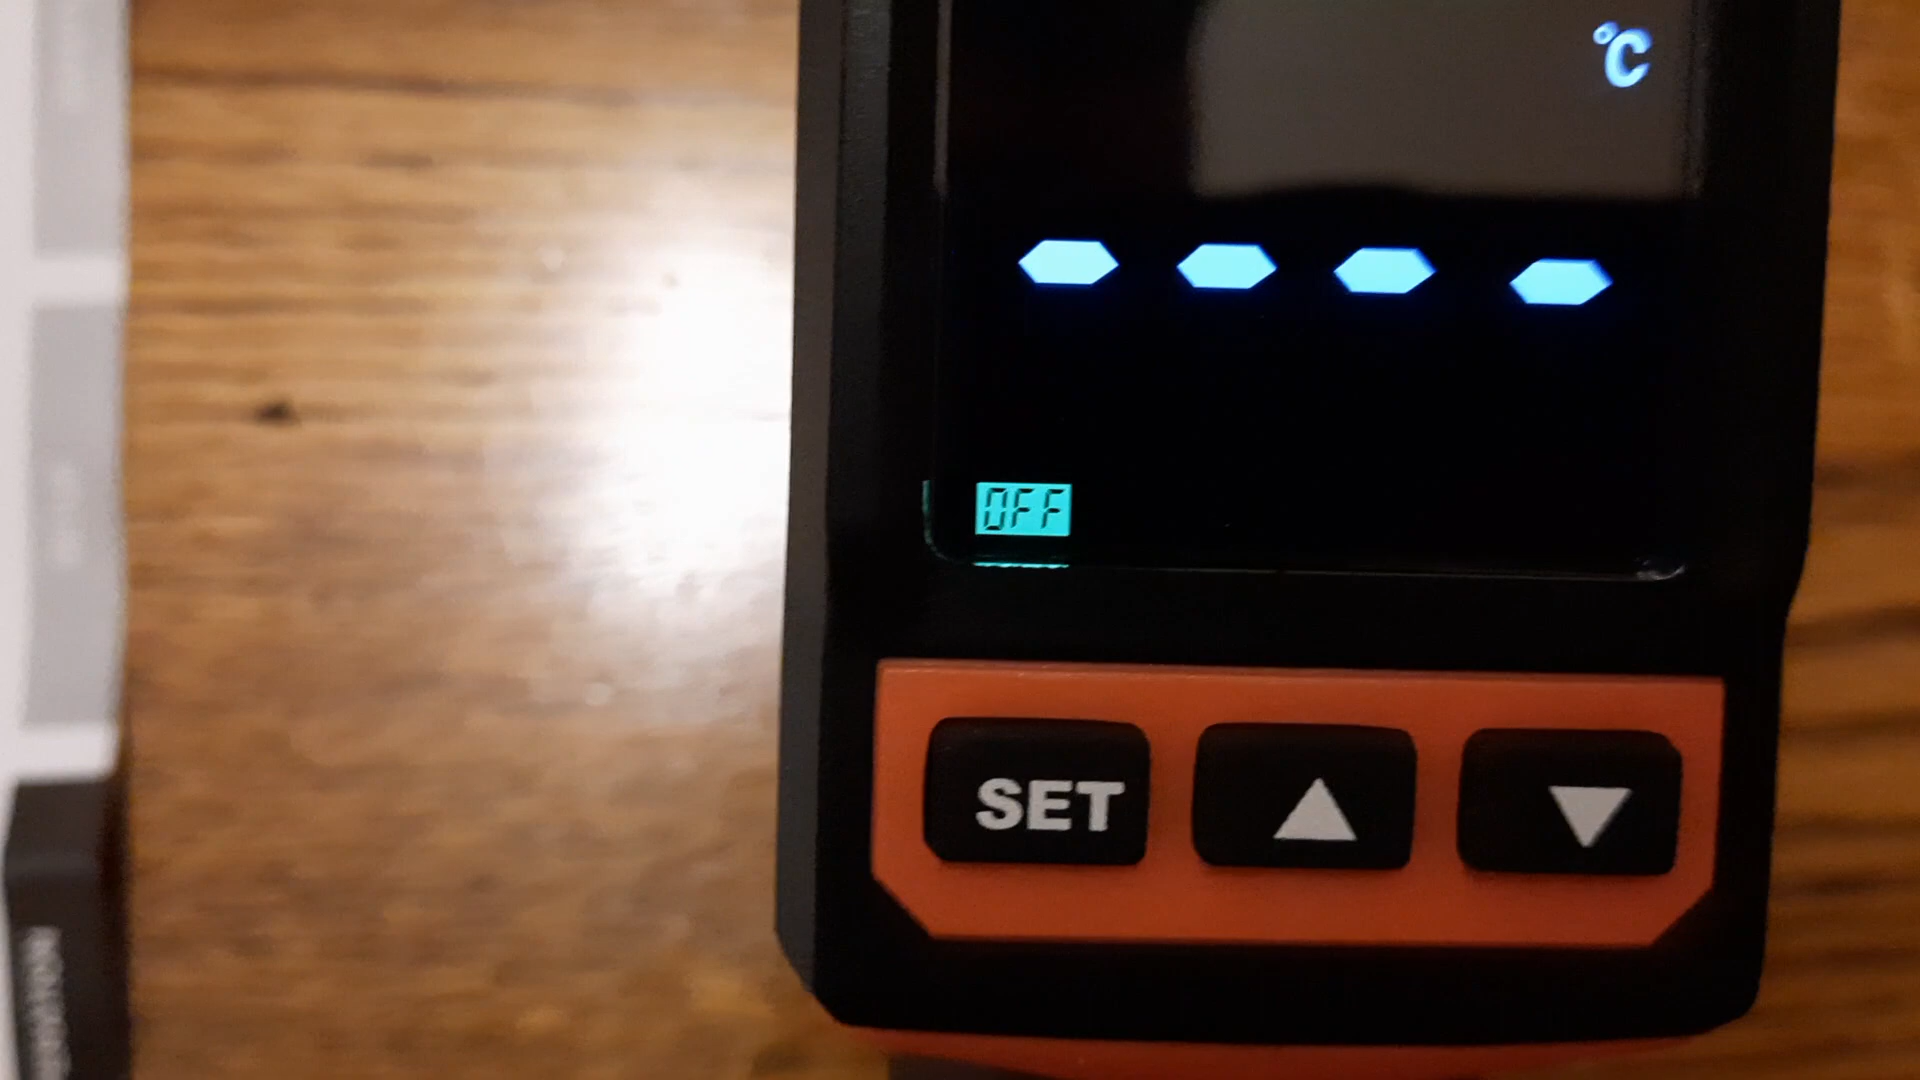 °C
----
OFF
SET ▲ ▼